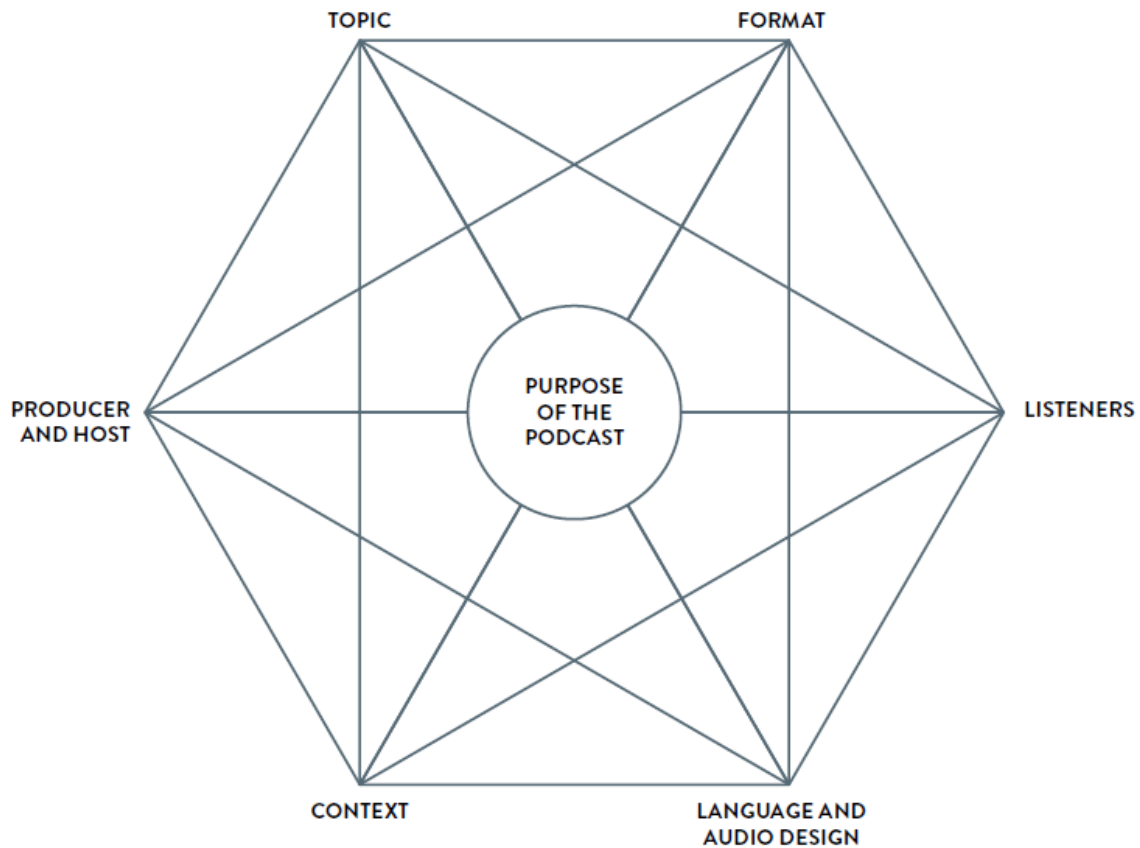 TOPIC
FORMAT
PRODUCER
AND HOST
PURPOSE
OF THE
PODCAST
LISTENERS
CONTEXT
LANGUAGE AND
AUDIO DESIGN